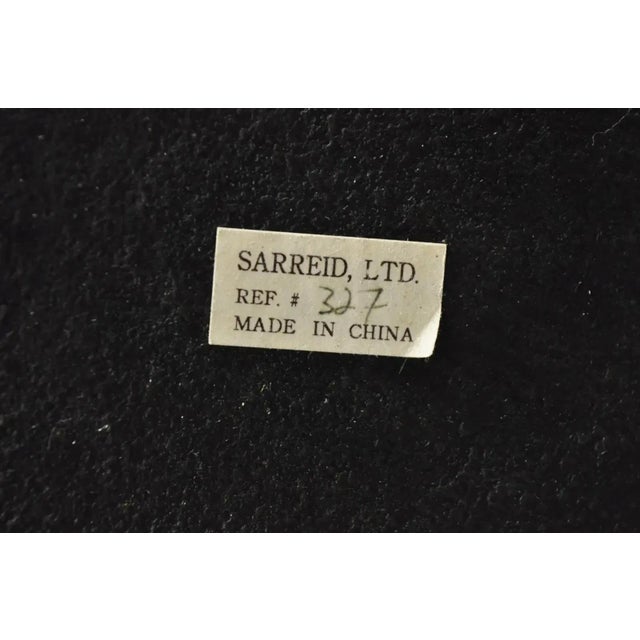 SARREID, LTD.
REF. # 327
MADE IN CHINA